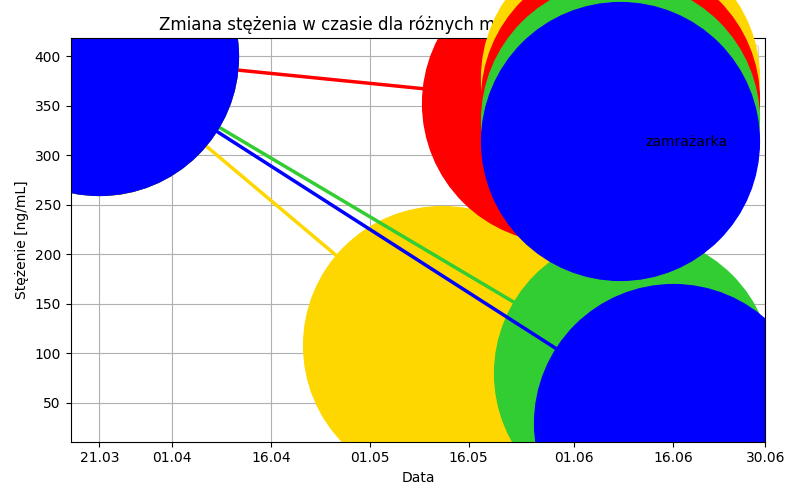 Zmiana stężenia w czasie dla różnych m
400
350
300
250
200
150
100
50
Stężenie [ng/mL]
zamrażarka
21.03 01.04 16.04 01.05 16.05 01.06 16.06 30.06
Data